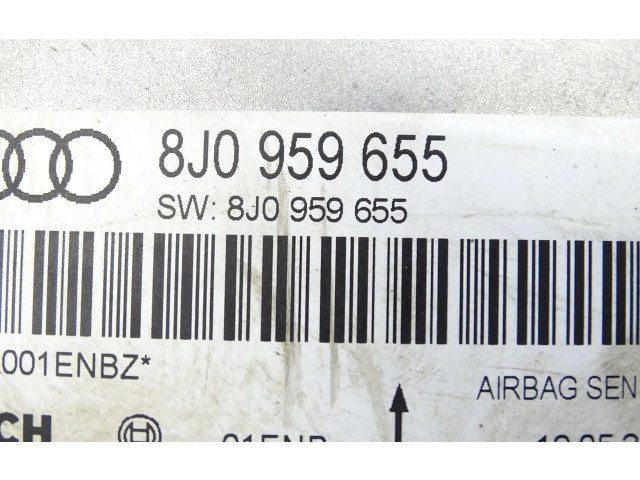 8J0 959 655
SW: 8J0 959 655
001ENBZ*
AIRBAG SEN
CH